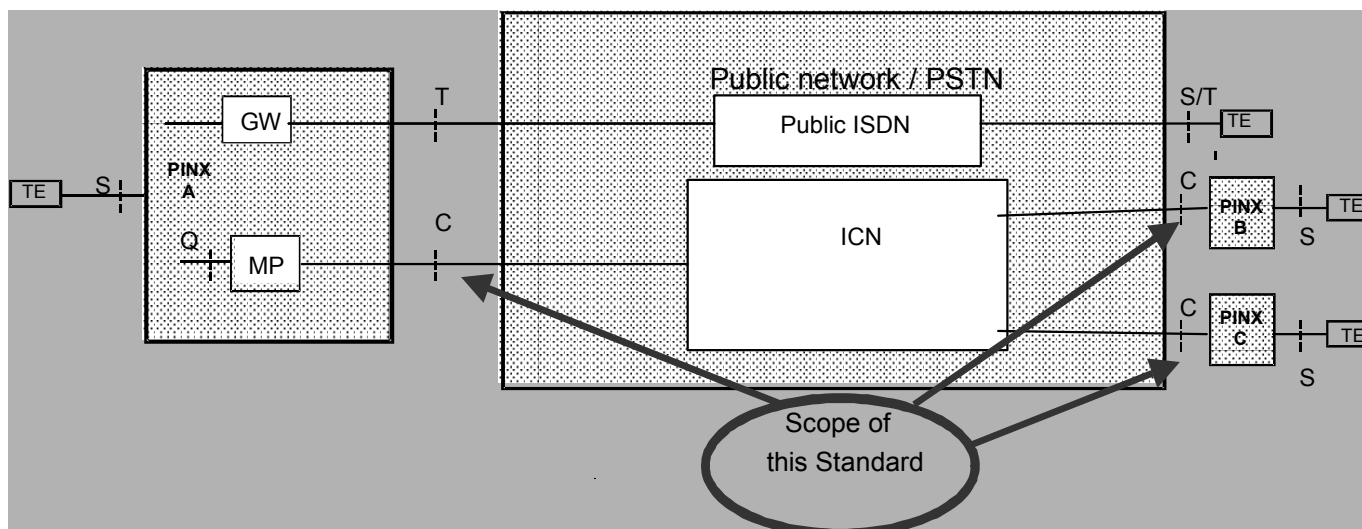 Public network / PSTN
T
S/T
GW
Public ISDN
TE
PINX
A
TE
S
C
PINX
B
TE
S
Q
MP
C
ICN
C
PINX
C
TE
S
Scope of
this Standard